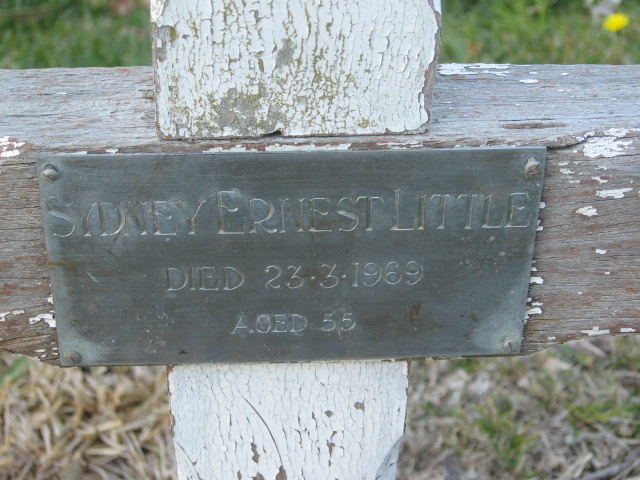 SYDNEY ERNEST LITTLE
DIED 23·3·1969
AGED 55